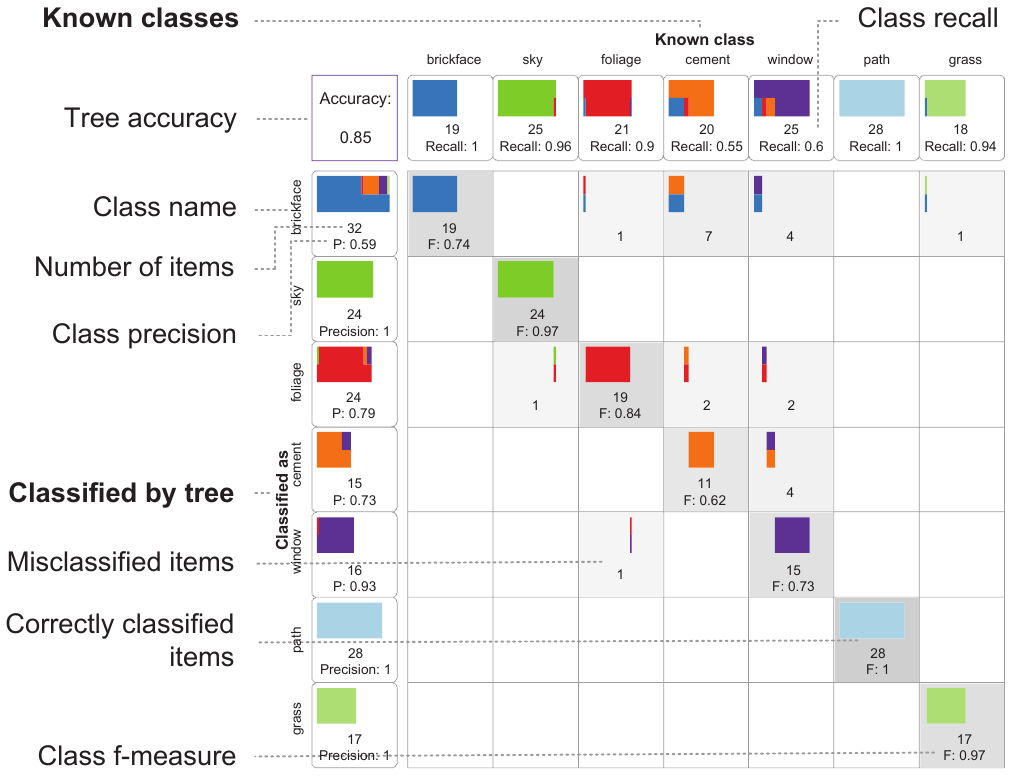 Known classes
Class recall
Known class
brickface
sky
foliage
cement
window
path
grass
Tree accuracy
Accuracy:
0.85
19
Recall: 1
25
Recall: 0.96
21
Recall: 0.9
20
Recall: 0.55
25
Recall: 0.6
28
Recall: 1
18
Recall: 0.94
Class name
Number of items
Class precision
Classified by tree
Misclassified items
Correctly classified
items
Class f-measure
Classified as
brickface
32
P: 0.59
19
F: 0.74
1
7
4
1
sky
24
Precision: 1
24
F: 0.97
foliage
24
P: 0.79
1
19
F: 0.84
2
2
cement
15
P: 0.73
11
F: 0.62
4
window
16
P: 0.93
1
15
F: 0.73
path
28
Precision: 1
28
F: 1
grass
17
Precision: 1
17
F: 0.97